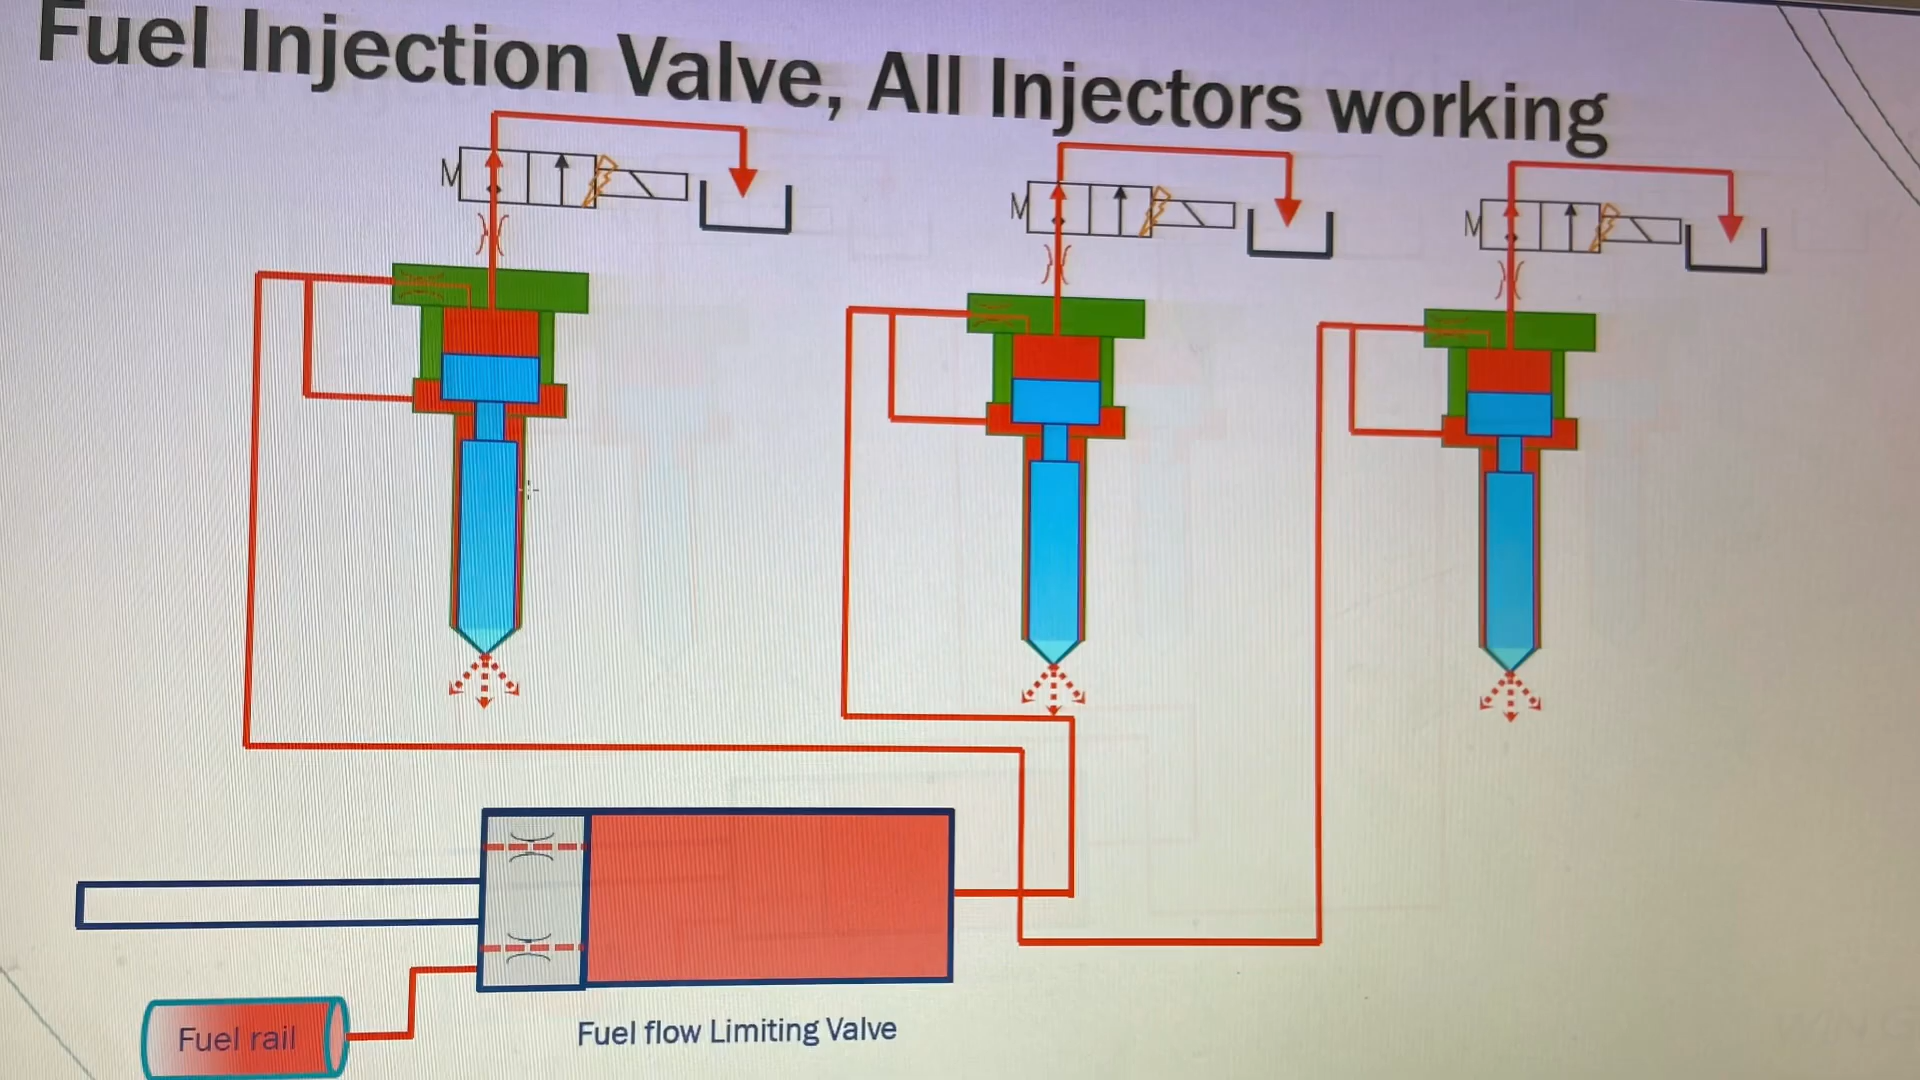 Fuel Injection Valve, All Injectors working
Fuel rail
Fuel flow Limiting Valve